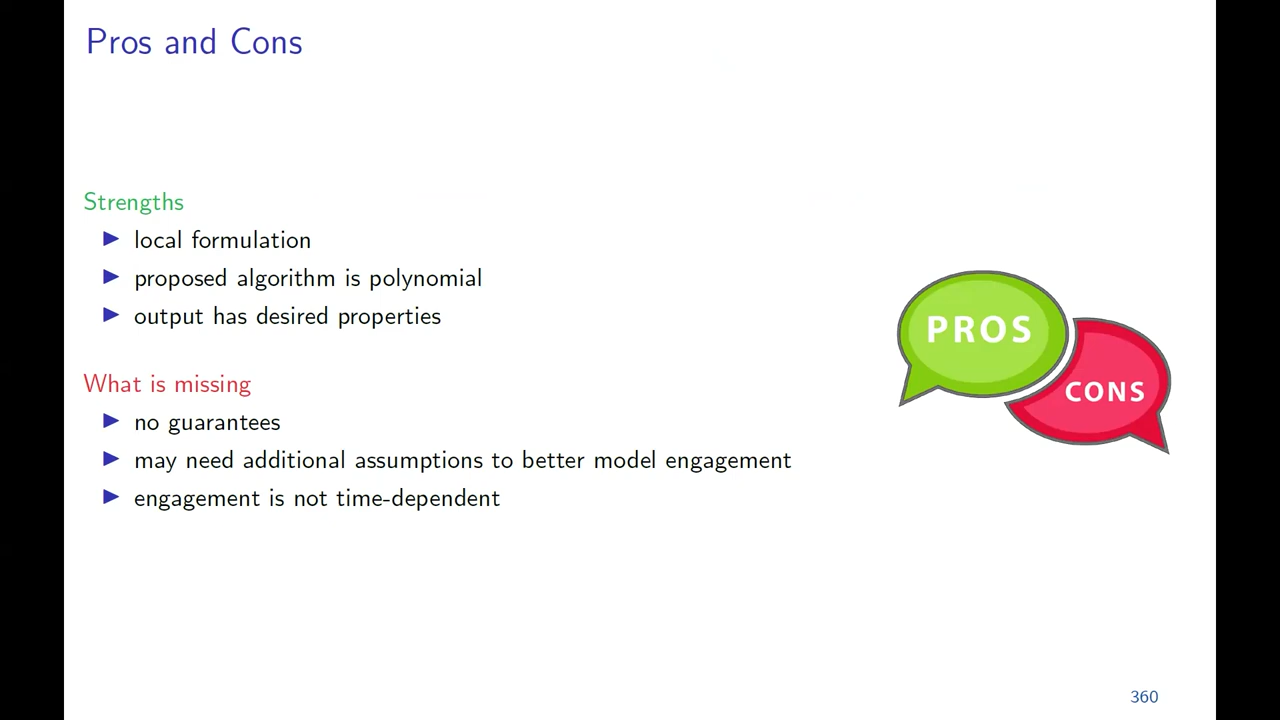 Pros and Cons
Strengths
▶ local formulation
▶ proposed algorithm is polynomial
▶ output has desired properties
What is missing
▶ no guarantees
▶ may need additional assumptions to better model engagement
▶ engagement is not time-dependent
PROS
CONS
360